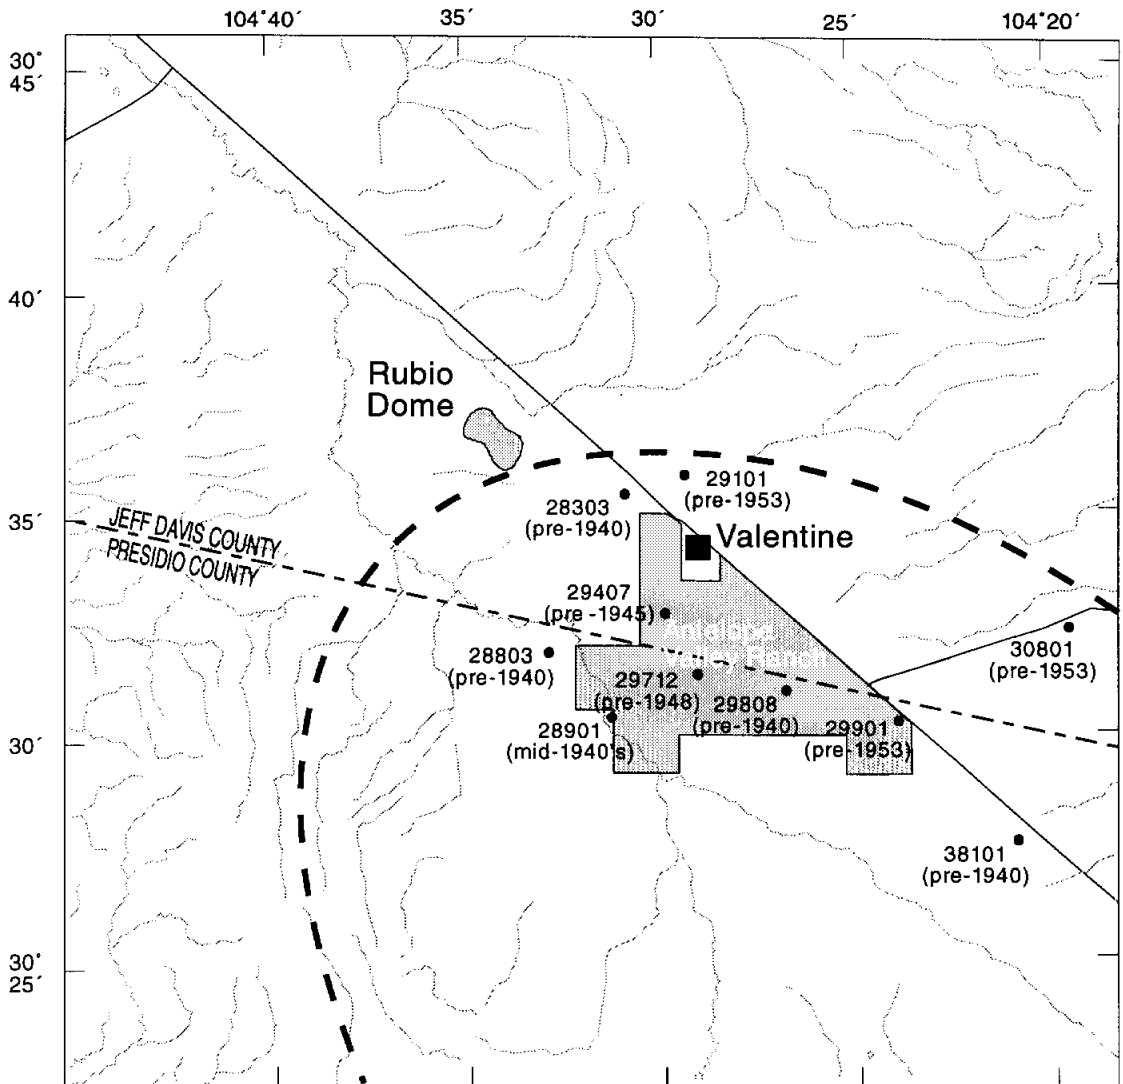 104°40´ 35´ 30´ 25´ 104°20´
30°
45´
40´
Rubio
Dome
29101
(pre-1953)
28303
(pre-1940)
35´
Valentine
JEFF DAVIS COUNTY
PRESIDIO COUNTY
29407
(pre-1945)
Antelope
Valley Ranch
30801
(pre-1953)
28803
(pre-1940)
29712
(pre-1948)
29808
(pre-1940)
28901
(mid-1940's)
29901
(pre-1953)
30´
38101
(pre-1940)
30°
25´